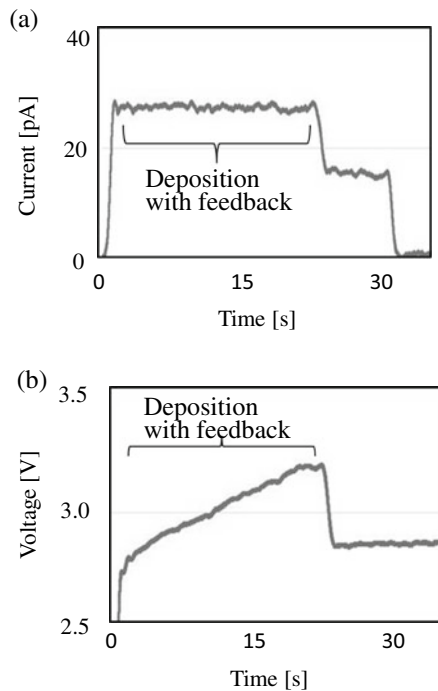 (a)
40
20
0
Current [pA]
Deposition
with feedback
0 15 30
Time [s]
(b)
3.5
3.0
2.5
Voltage [V]
Deposition
with feedback
0 15 30
Time [s]